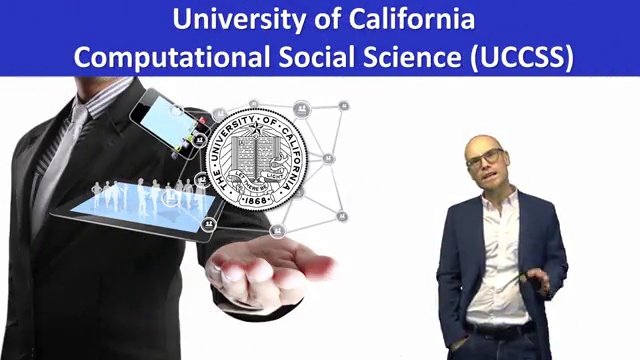 University of California
Computational Social Science (UCCSS)
THE UNIVERSITY OF CALIFORNIA
LET THERE BE LIGHT
1868